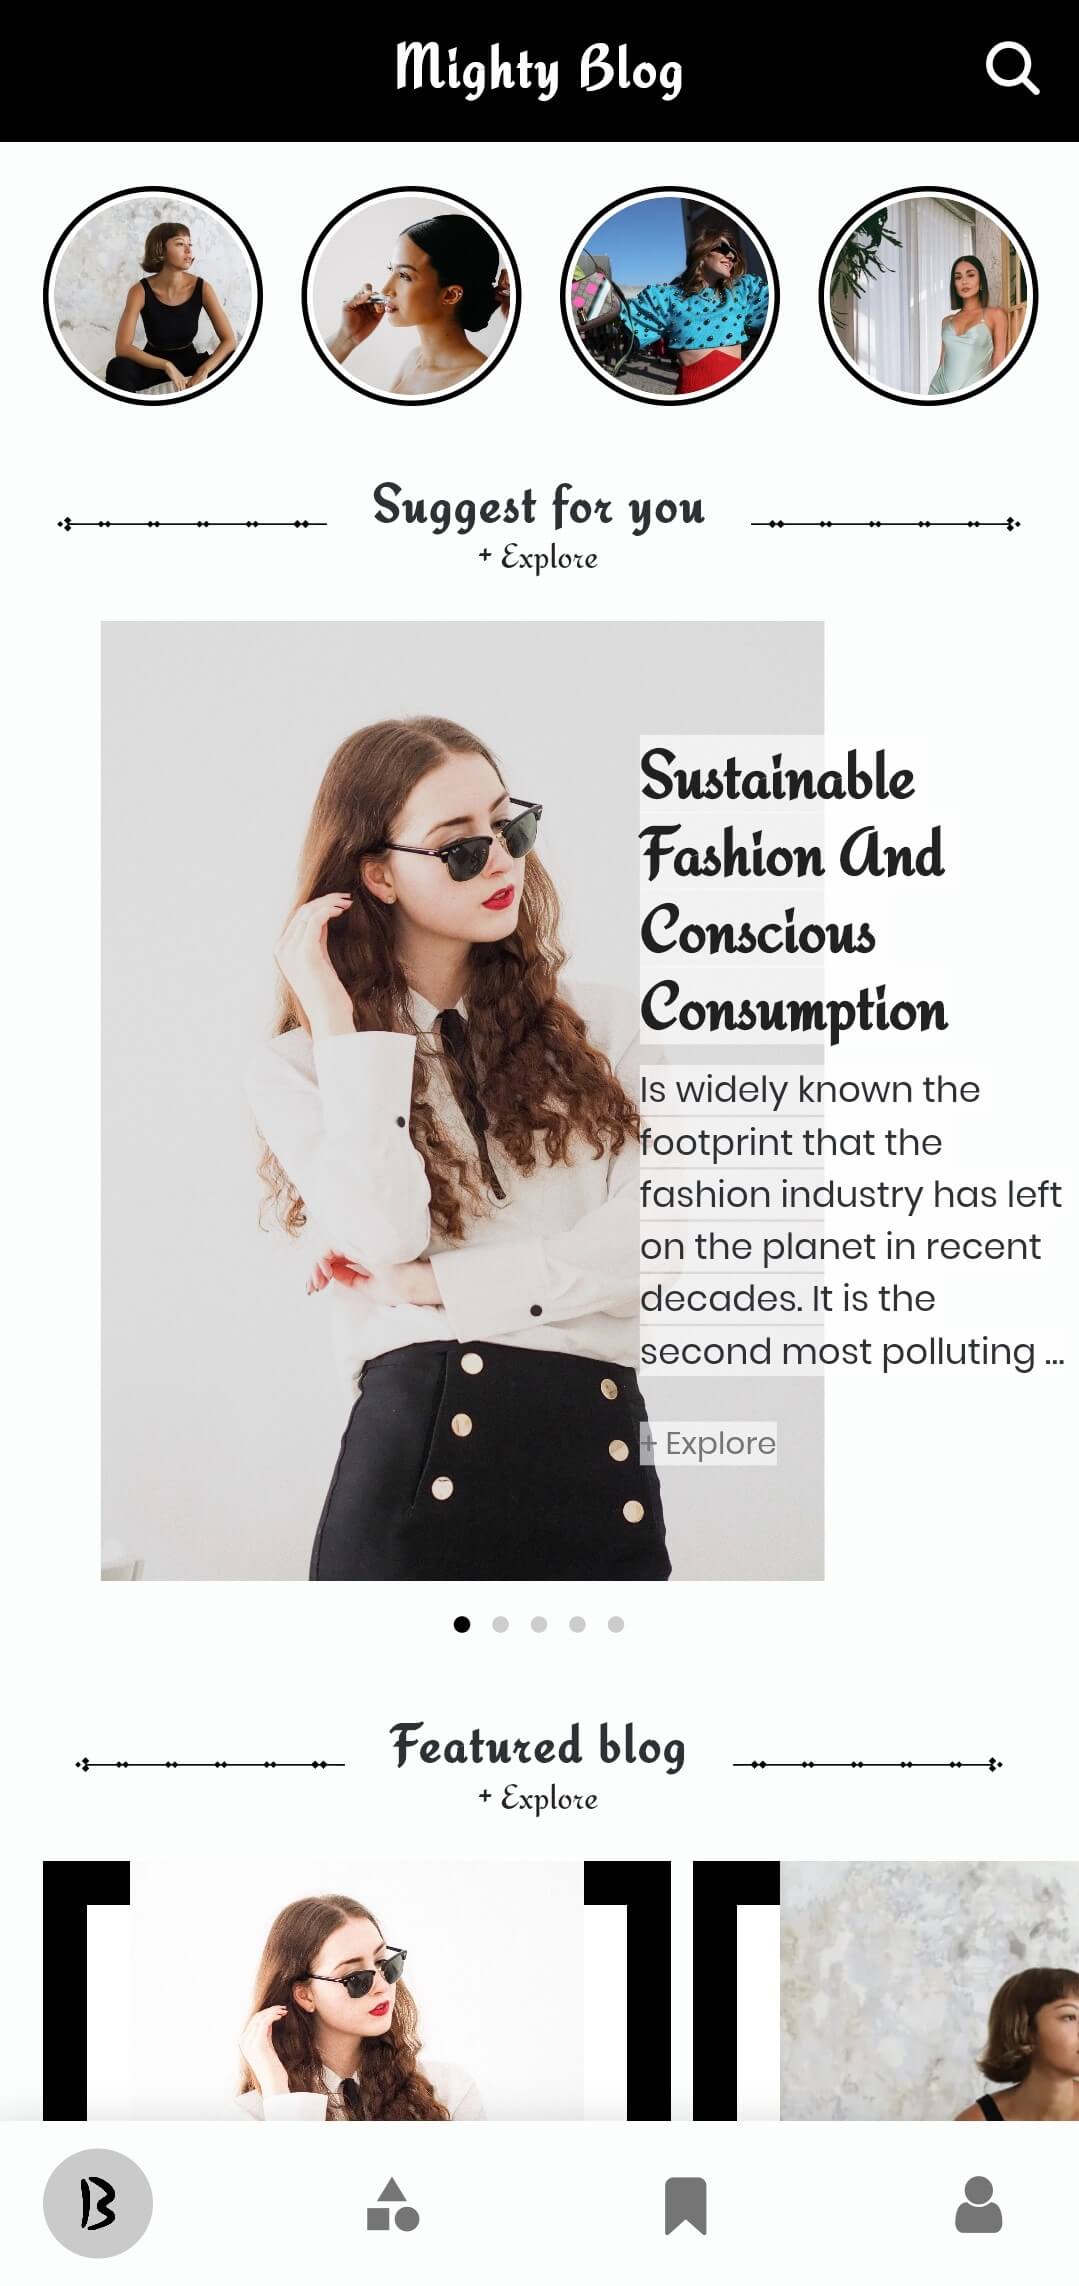 Mighty Blog
Suggest for you
+ Explore
Sustainable
Fashion And
Conscious
Consumption
Is widely known the
footprint that the
fashion industry has left
on the planet in recent
decades. It is the
second most polluting ...
+ Explore
Featured blog
+ Explore
B